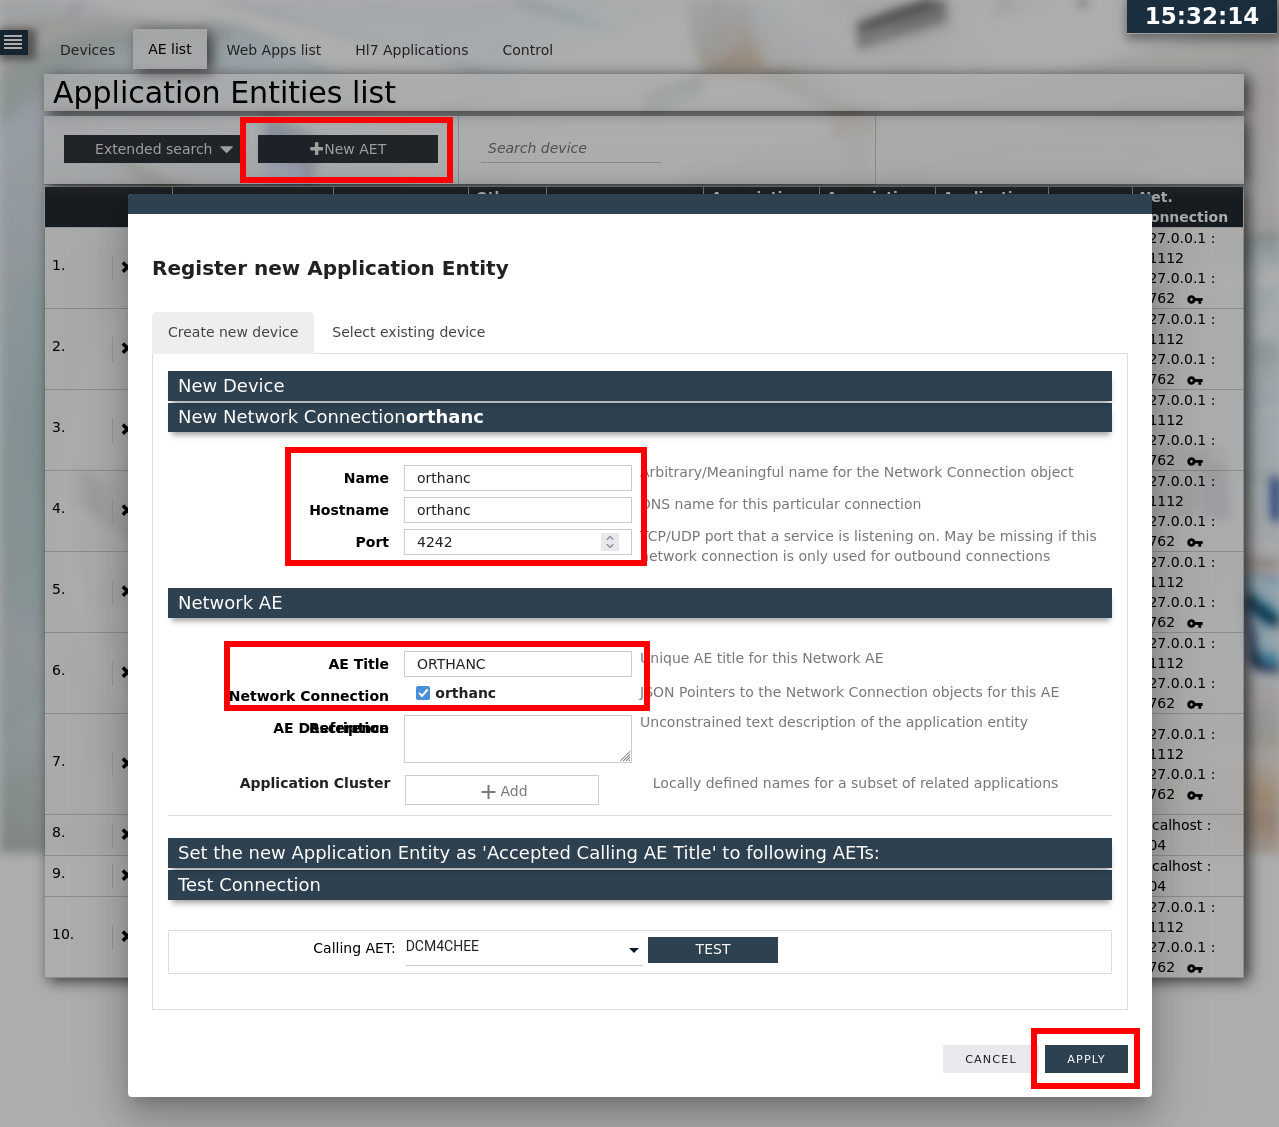 15:32:14
Devices AE list Web Apps list Hl7 Applications Control
Application Entities list
Extended search New AET Search device
Net.
onnection
Register new Application Entity
Create new device Select existing device
New Device
New Network Connectionorthanc
Name orthanc Arbitrary/Meaningful name for the Network Connection object
Hostname orthanc DNS name for this particular connection
Port 4242 TCP/UDP port that a service is listening on. May be missing if this
network connection is only used for outbound connections
Network AE
AE Title ORTHANC Unique AE title for this Network AE
Network Connection orthanc JSON Pointers to the Network Connection objects for this AE
AE Unconstrained text description of the application entity
Application Cluster Add Locally defined names for a subset of related applications
Set the new Application Entity as 'Accepted Calling AE Title' to following AETs:
Test Connection
Calling AET: DCM4CHEE TEST
CANCEL APPLY
1.
27.0.0.1 :
1112
27.0.0.1 :
762
2.
27.0.0.1 :
1112
27.0.0.1 :
762
3.
27.0.0.1 :
1112
27.0.0.1 :
762
4.
27.0.0.1 :
1112
27.0.0.1 :
762
5.
27.0.0.1 :
1112
27.0.0.1 :
762
6.
27.0.0.1 :
1112
27.0.0.1 :
762
7.
27.0.0.1 :
1112
27.0.0.1 :
762
8.
calhost :
04
9.
calhost :
04
10.
27.0.0.1 :
1112
27.0.0.1 :
762